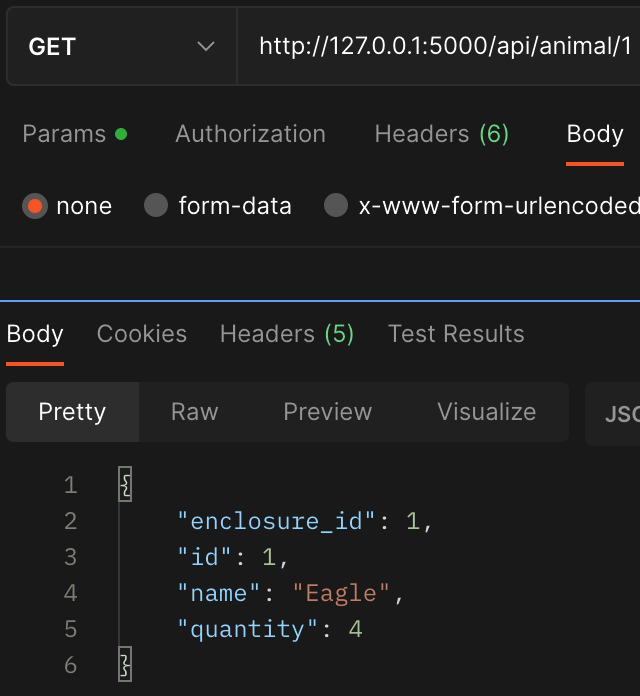 GET http://127.0.0.1:5000/api/animal/1
Params Authorization Headers (6) Body
none form-data x-www-form-urlencoded
Body Cookies Headers (5) Test Results
Pretty Raw Preview Visualize JSO
1 {
2 "enclosure_id": 1,
3 "id": 1,
4 "name": "Eagle",
5 "quantity": 4
6 }